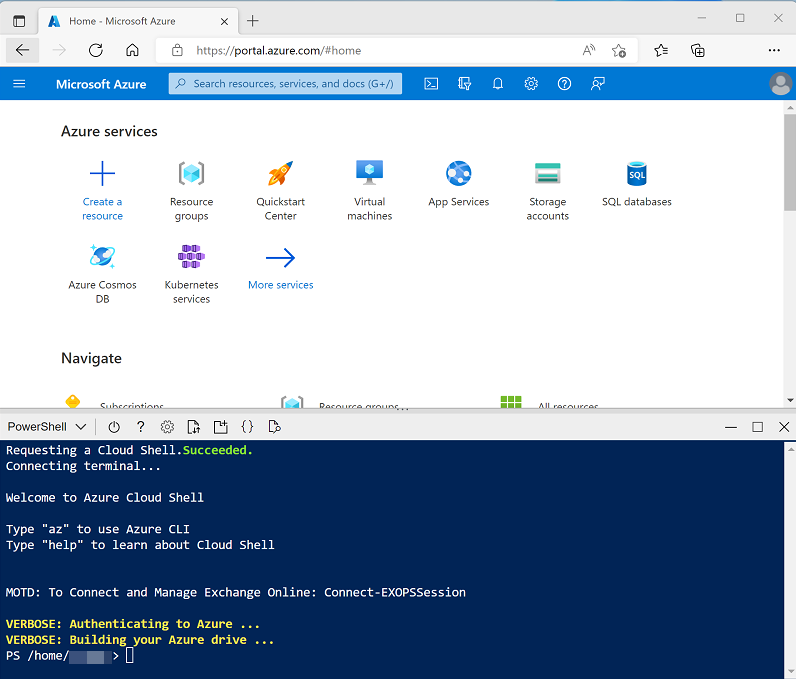 Home - Microsoft Azure
https://portal.azure.com/#home
Microsoft Azure
Search resources, services, and docs (G+/)
Azure services
Create a
resource
Resource
groups
Quickstart
Center
Virtual
machines
App Services
Storage
accounts
SQL
SQL databases
Azure Cosmos
DB
Kubernetes
services
More services
Navigate
Subscriptions
Resource groups
All resources
PowerShell
Requesting a Cloud Shell.Succeeded.
Connecting terminal...
Welcome to Azure Cloud Shell
Type "az" to use Azure CLI
Type "help" to learn about Cloud Shell
MOTD: To Connect and Manage Exchange Online: Connect-EXOPSSession
VERBOSE: Authenticating to Azure ...
VERBOSE: Building your Azure drive ...
PS /home/ >